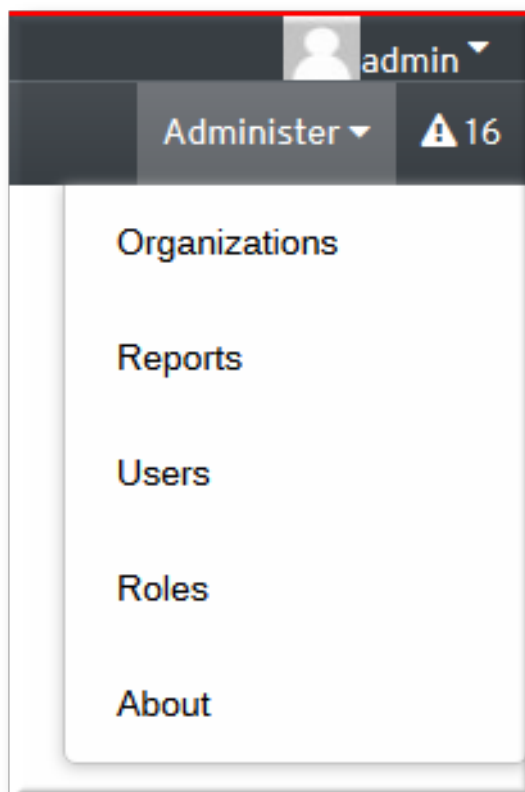 admin
Administer 16
Organizations
Reports
Users
Roles
About